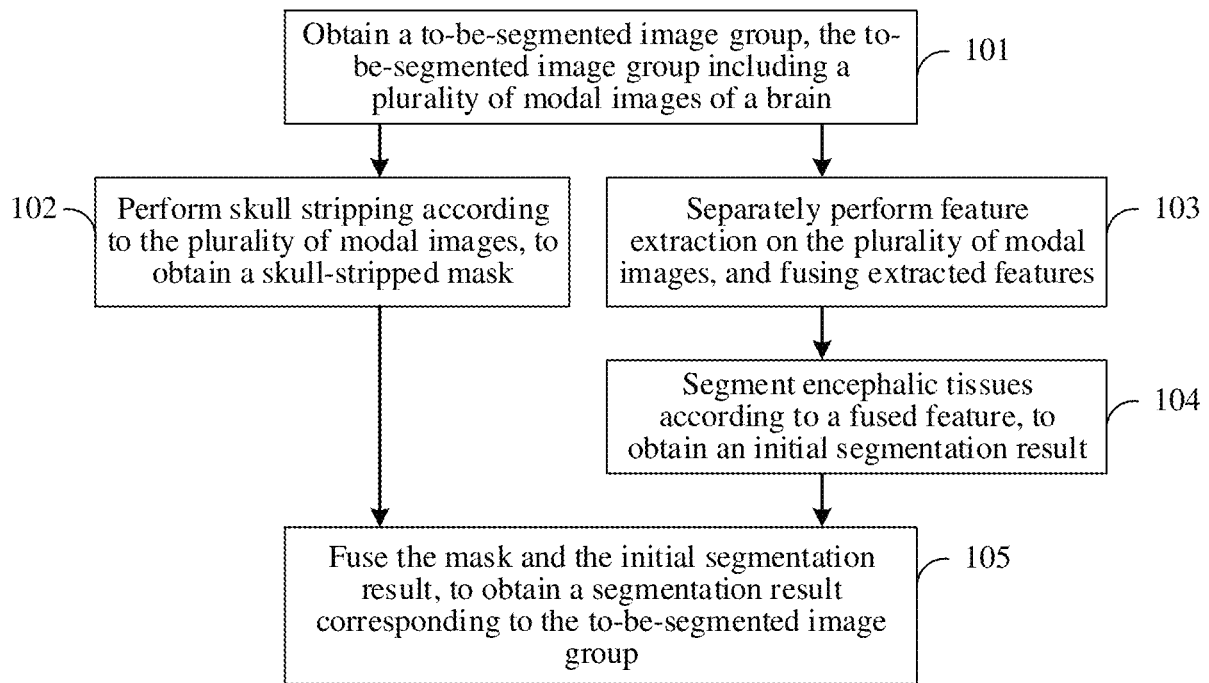 Obtain a to-be-segmented image group, the to-
be-segmented image group including a
plurality of modal images of a brain
101
102
Perform skull stripping according
to the plurality of modal images, to
obtain a skull-stripped mask
Separately perform feature
extraction on the plurality of modal
images, and fusing extracted features
103
Segment encephalic tissues
according to a fused feature, to
obtain an initial segmentation result
104
Fuse the mask and the initial segmentation
result, to obtain a segmentation result
corresponding to the to-be-segmented image
group
105